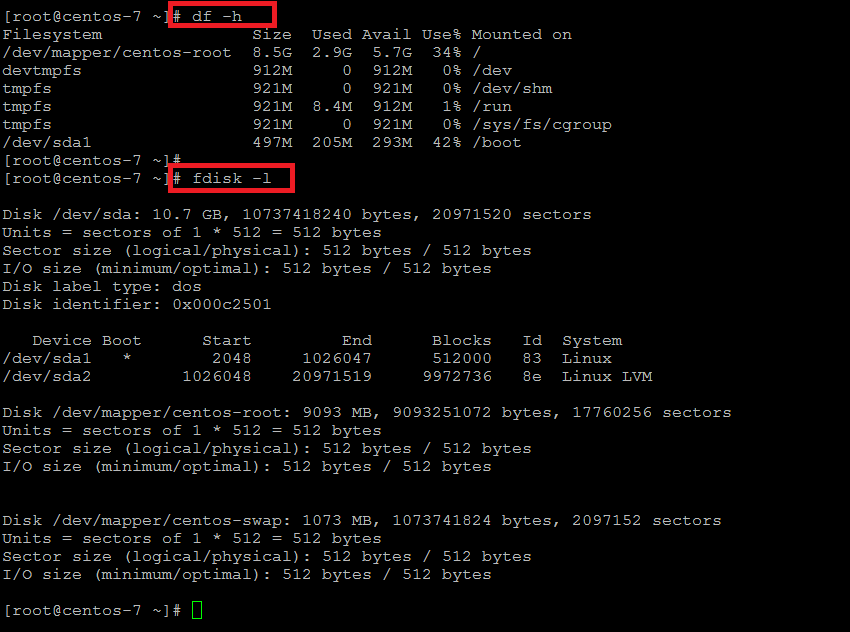 [root@centos-7 ~]# df -h
Filesystem               Size  Used Avail Use% Mounted on
/dev/mapper/centos-root  8.5G  2.9G  5.7G  34% /
devtmpfs                 912M     0  912M   0% /dev
tmpfs                    921M     0  921M   0% /dev/shm
tmpfs                    921M  8.4M  912M   1% /run
tmpfs                    921M     0  921M   0% /sys/fs/cgroup
/dev/sda1                497M  205M  293M  42% /boot
[root@centos-7 ~]#
[root@centos-7 ~]# fdisk -l
Disk /dev/sda: 10.7 GB, 10737418240 bytes, 20971520 sectors
Units = sectors of 1 * 512 = 512 bytes
Sector size (logical/physical): 512 bytes / 512 bytes
I/O size (minimum/optimal): 512 bytes / 512 bytes
Disk label type: dos
Disk identifier: 0x000c2501
   Device Boot      Start         End      Blocks   Id  System
/dev/sda1   *        2048     1026047      512000   83  Linux
/dev/sda2         1026048    20971519     9972736   8e  Linux LVM
Disk /dev/mapper/centos-root: 9093 MB, 9093251072 bytes, 17760256 sectors
Units = sectors of 1 * 512 = 512 bytes
Sector size (logical/physical): 512 bytes / 512 bytes
I/O size (minimum/optimal): 512 bytes / 512 bytes
Disk /dev/mapper/centos-swap: 1073 MB, 1073741824 bytes, 2097152 sectors
Units = sectors of 1 * 512 = 512 bytes
Sector size (logical/physical): 512 bytes / 512 bytes
I/O size (minimum/optimal): 512 bytes / 512 bytes
[root@centos-7 ~]#